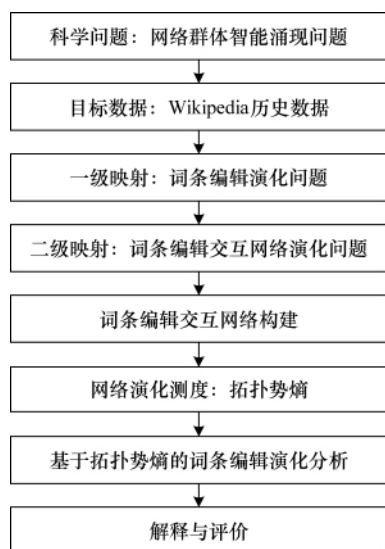 科学问题：网络群体智能涌现问题
目标数据：Wikipedia历史数据
一级映射：词条编辑演化问题
二级映射：词条编辑交互网络演化问题
词条编辑交互网络构建
网络演化测度：拓扑势熵
基于拓扑势熵的词条编辑演化分析
解释与评价